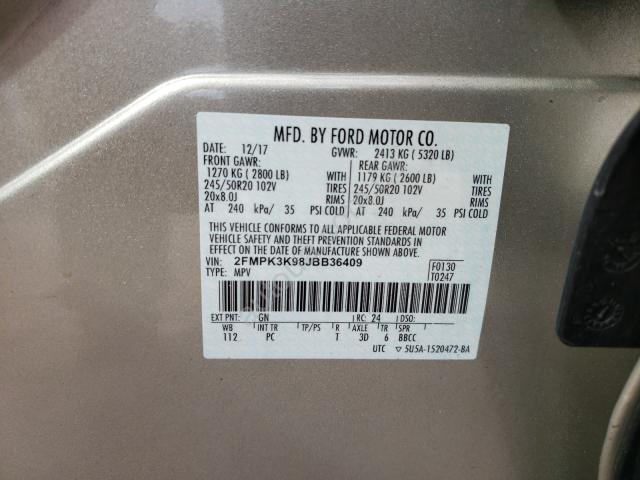 MFD. BY FORD MOTOR CO.
DATE: 12/17 GVWR: 2413 KG ( 5320 LB)
FRONT GAWR: REAR GAWR:
1270 KG ( 2800 LB) WITH 1179 KG ( 2600 LB) WITH
245/50R20 102V TIRES 245/50R20 102V TIRES
20x8.0J RIMS 20x8.0J RIMS
AT 240 kPa/ 35 PSI COLD AT 240 kPa/ 35 PSI COLD
THIS VEHICLE CONFORMS TO ALL APPLICABLE FEDERAL MOTOR
VEHICLE SAFETY AND THEFT PREVENTION STANDARDS IN
EFFECT ON THE DATE OF MANUFACTURE SHOWN ABOVE.
VIN: 2FMPK3K98JBB36409 F0130
TYPE: MPV T0247
EXT PNT: GN RC: 24 DSO:
WB INT TR TP/PS R AXLE TR SPR
112 PC T 3D 6 BBCC
UTC ▽ 5U5A-1520472-BA